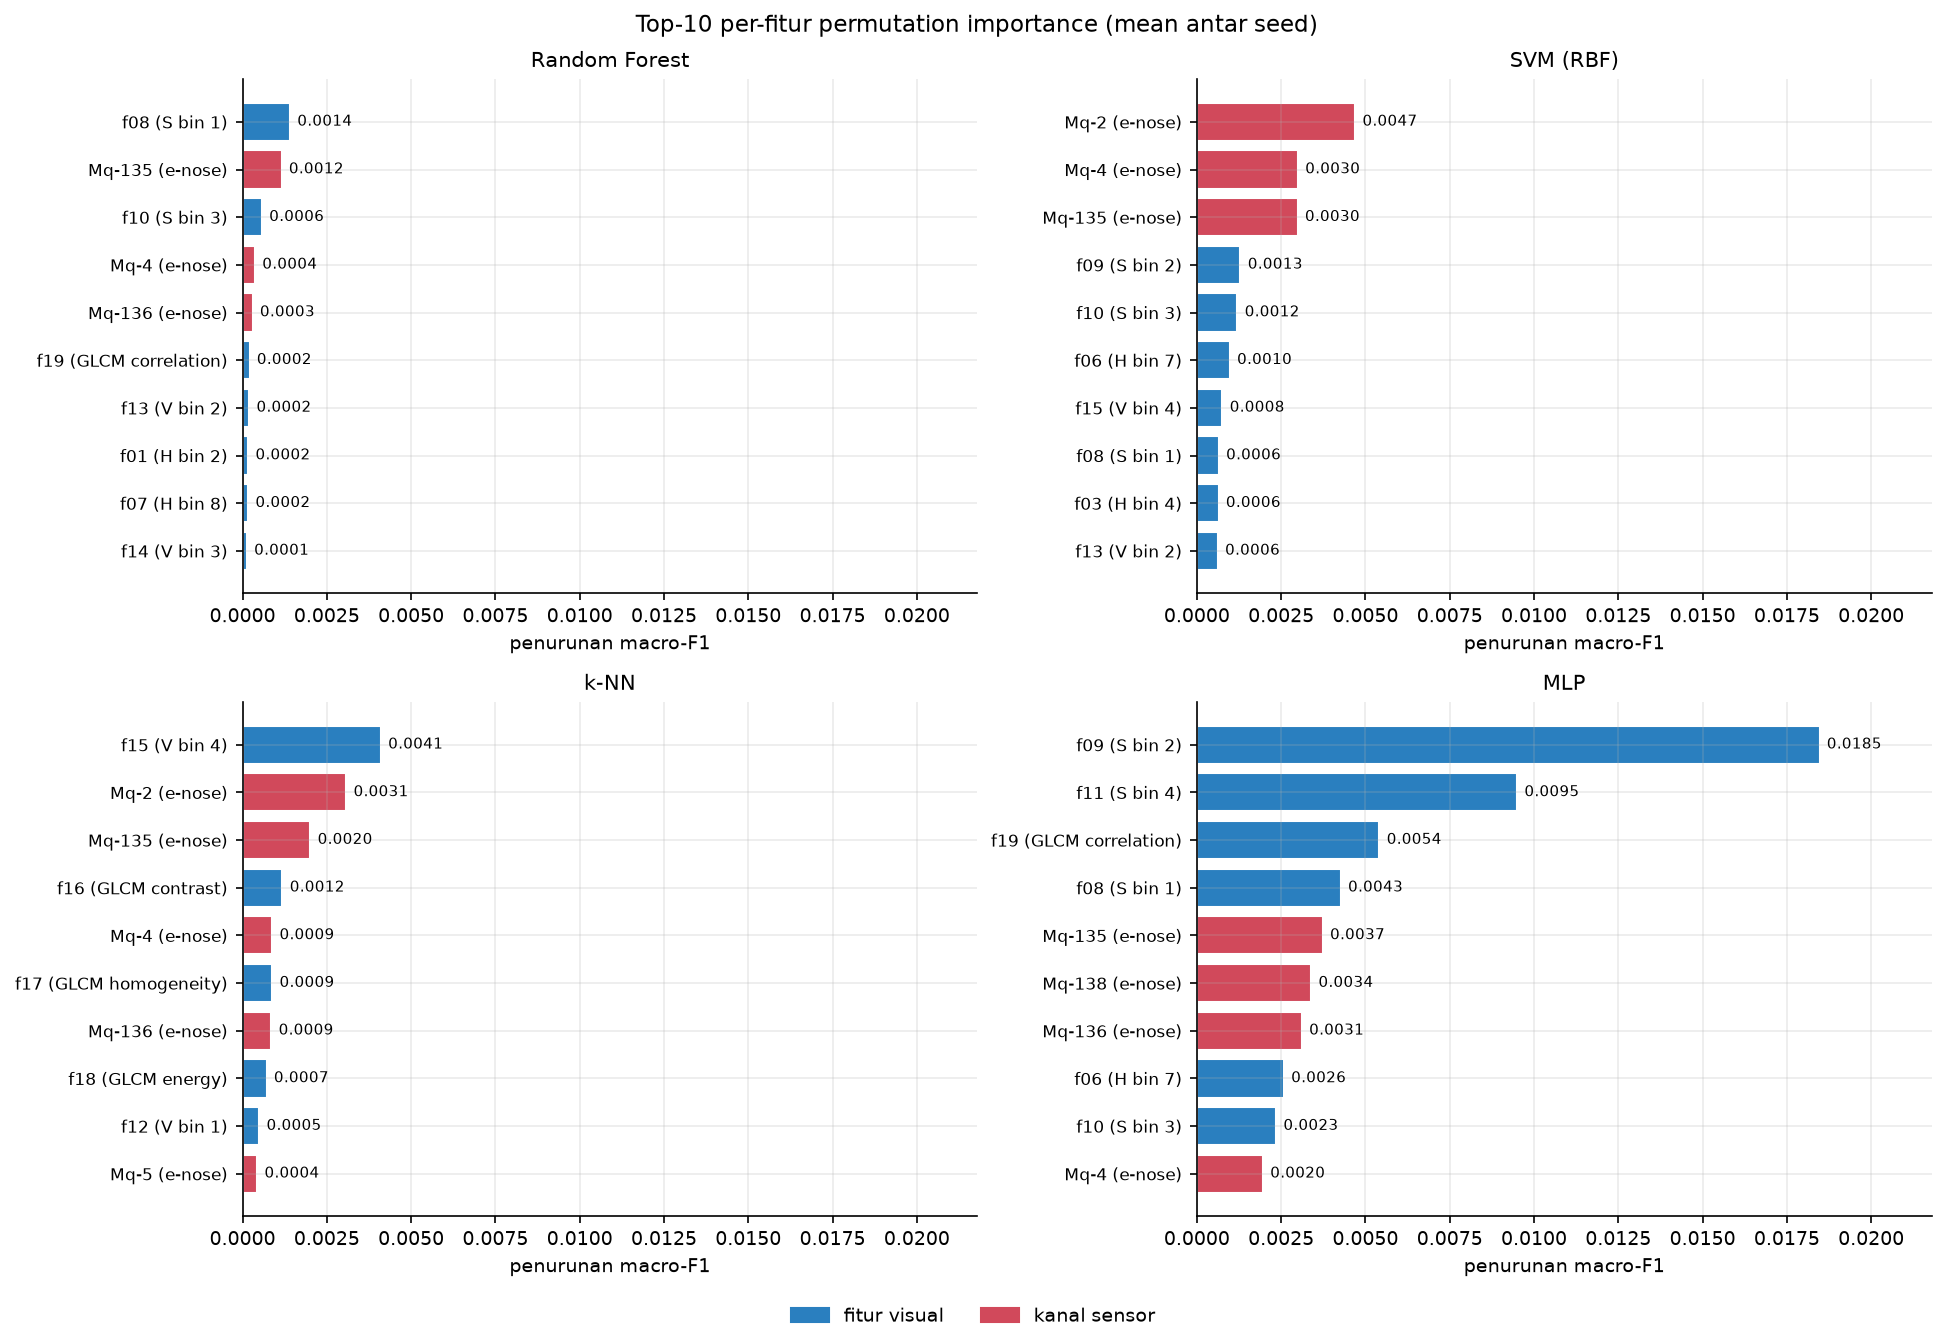 Top-10 per-fitur permutation importance (mean antar seed)
Random Forest
f08 (S bin 1) 0.0014
Mq-135 (e-nose) 0.0012
f10 (S bin 3) 0.0006
Mq-4 (e-nose) 0.0004
Mq-136 (e-nose) 0.0003
f19 (GLCM correlation) 0.0002
f13 (V bin 2) 0.0002
f01 (H bin 2) 0.0002
f07 (H bin 8) 0.0002
f14 (V bin 3) 0.0001
0.0000 0.0025 0.0050 0.0075 0.0100 0.0125 0.0150 0.0175 0.0200
penurunan macro-F1
SVM (RBF)
Mq-2 (e-nose) 0.0047
Mq-4 (e-nose) 0.0030
Mq-135 (e-nose) 0.0030
f09 (S bin 2) 0.0013
f10 (S bin 3) 0.0012
f06 (H bin 7) 0.0010
f15 (V bin 4) 0.0008
f08 (S bin 1) 0.0006
f03 (H bin 4) 0.0006
f13 (V bin 2) 0.0006
0.0000 0.0025 0.0050 0.0075 0.0100 0.0125 0.0150 0.0175 0.0200
penurunan macro-F1
k-NN
f15 (V bin 4) 0.0041
Mq-2 (e-nose) 0.0031
Mq-135 (e-nose) 0.0020
f16 (GLCM contrast) 0.0012
Mq-4 (e-nose) 0.0009
f17 (GLCM homogeneity) 0.0009
Mq-136 (e-nose) 0.0009
f18 (GLCM energy) 0.0007
f12 (V bin 1) 0.0005
Mq-5 (e-nose) 0.0004
0.0000 0.0025 0.0050 0.0075 0.0100 0.0125 0.0150 0.0175 0.0200
penurunan macro-F1
MLP
f09 (S bin 2) 0.0185
f11 (S bin 4) 0.0095
f19 (GLCM correlation) 0.0054
f08 (S bin 1) 0.0043
Mq-135 (e-nose) 0.0037
Mq-138 (e-nose) 0.0034
Mq-136 (e-nose) 0.0031
f06 (H bin 7) 0.0026
f10 (S bin 3) 0.0023
Mq-4 (e-nose) 0.0020
0.0000 0.0025 0.0050 0.0075 0.0100 0.0125 0.0150 0.0175 0.0200
penurunan macro-F1
fitur visual
kanal sensor